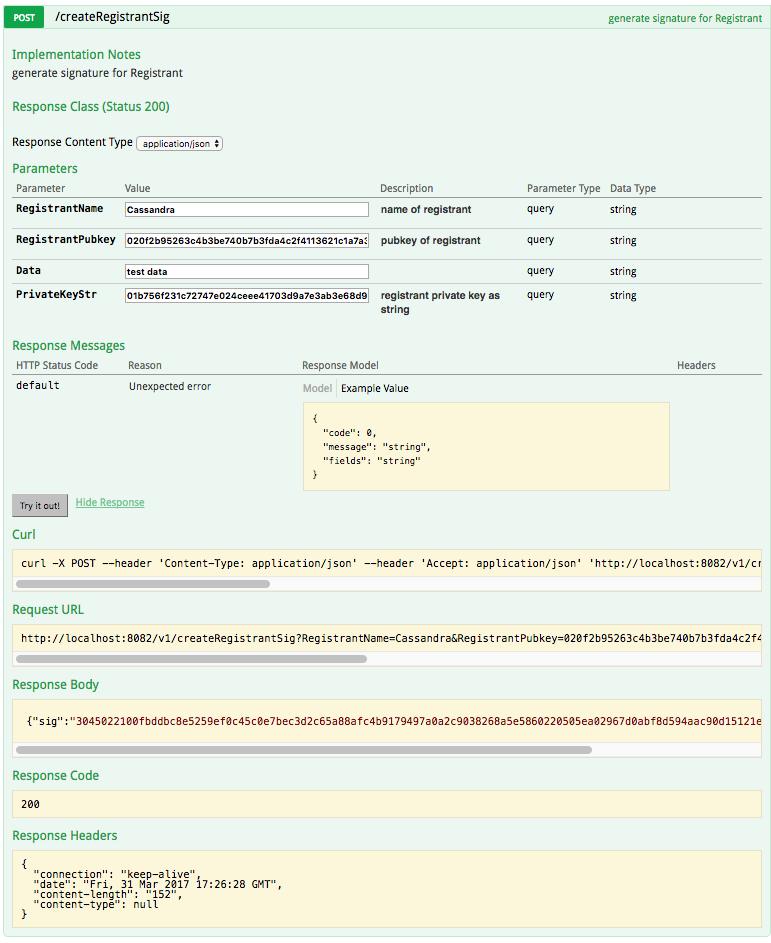 POST /createRegistrantSig generate signature for Registrant
Implementation Notes
generate signature for Registrant
Response Class (Status 200)
Response Content Type application/json
Parameters
Parameter Value Description Parameter Type Data Type
RegistrantName Cassandra name of registrant query string
RegistrantPubkey 020f2b95263c4b3be740b7b3fda4c2f4113621c1a7a3 pubkey of registrant query string
Data test data query string
PrivateKeyStr 01b756f231c72747e024ceee41703d9a7e3ab3e68d9 registrant private key as query string
string
Response Messages
HTTP Status Code Reason Response Model Headers
default Unexpected error Model Example Value
{
"code": 0,
"message": "string",
"fields": "string"
}
Try it out! Hide Response
Curl
curl -X POST --header 'Content-Type: application/json' --header 'Accept: application/json' 'http://localhost:8082/v1/cr
Request URL
http://localhost:8082/v1/createRegistrantSig?RegistrantName=Cassandra&RegistrantPubkey=020f2b95263c4b3be740b7b3fda4c2f4
Response Body
{"sig":"3045022100fbddbc8e5259ef0c45c0e7bec3d2c65a88afc4b9179497a0a2c9038268a5e5860220505ea02967d0abf8d594aac90d15121e
Response Code
200
Response Headers
{
"connection": "keep-alive",
"date": "Fri, 31 Mar 2017 17:26:28 GMT",
"content-length": "152",
"content-type": null
}